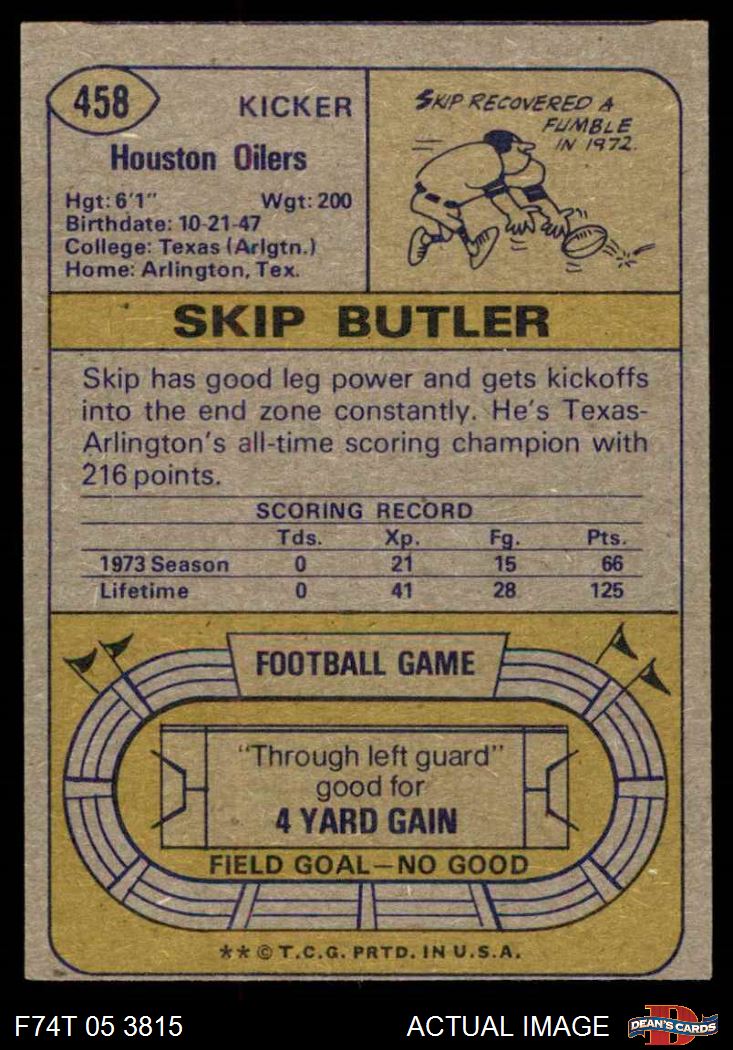 458
KICKER
Houston Oilers
Hgt: 6'1" Wgt: 200
Birthdate: 10-21-47
College: Texas (Arlgtn.)
Home: Arlington, Tex.
SKIP RECOVERED A
FUMBLE
IN 1972.
SKIP BUTLER
Skip has good leg power and gets kickoffs
into the end zone constantly. He's Texas-
Arlington's all-time scoring champion with
216 points.
SCORING RECORD
Tds. Xp. Fg. Pts.
1973 Season 0 21 15 66
Lifetime 0 41 28 125
FOOTBALL GAME
"Through left guard"
good for
4 YARD GAIN
FIELD GOAL—NO GOOD
** © T.C.G. PRTD. IN U.S.A.
F74T 05 3815 ACTUAL IMAGE
D
DEAN'S CARDS